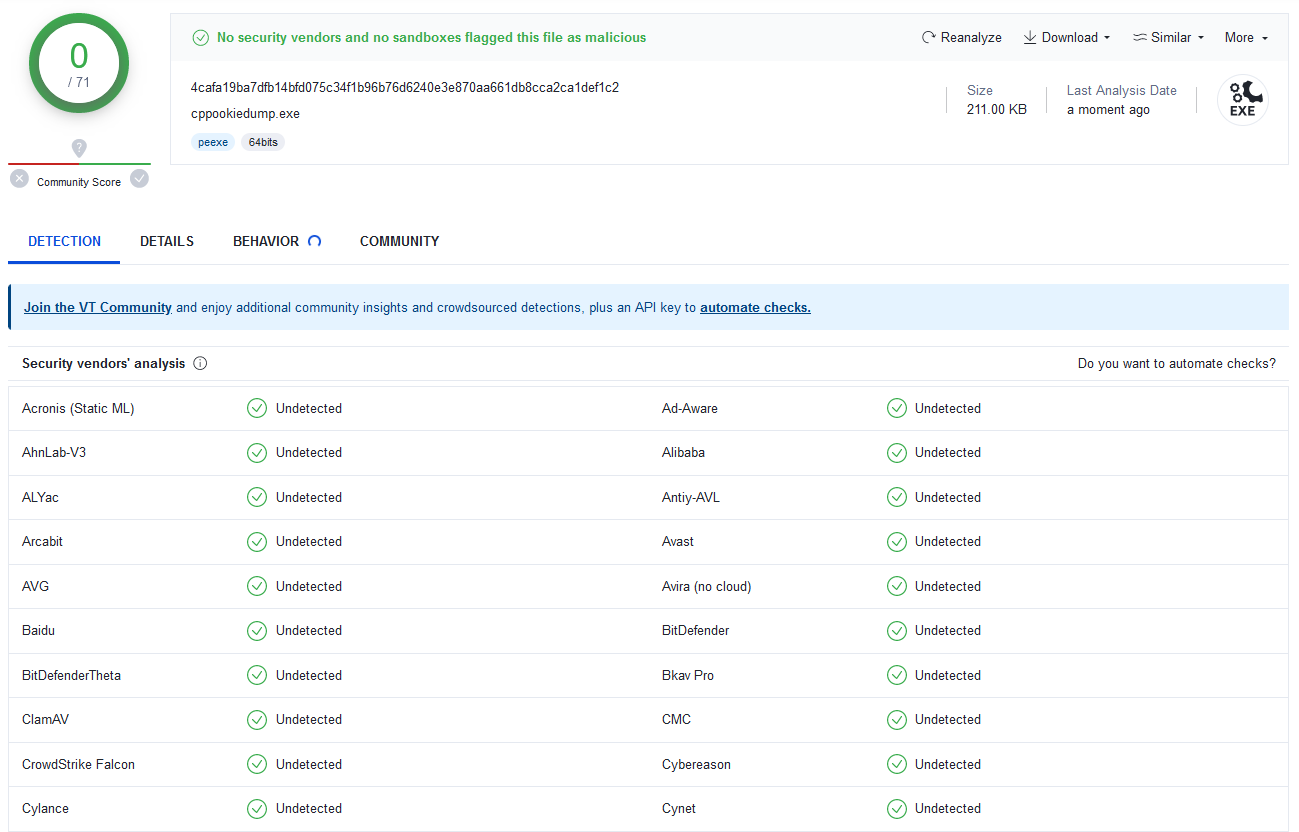 0
/ 71
Community Score
No security vendors and no sandboxes flagged this file as malicious
Reanalyze Download Similar More
4cafa19ba7dfb14bfd075c34f1b96b76d6240e3e870aa661db8cca2ca1def1c2
cppookiedump.exe
peexe 64bits
Size
211.00 KB
Last Analysis Date
a moment ago
EXE
DETECTION DETAILS BEHAVIOR COMMUNITY
Join the VT Community and enjoy additional community insights and crowdsourced detections, plus an API key to automate checks.
Security vendors' analysis Do you want to automate checks?
Acronis (Static ML) Undetected Ad-Aware Undetected
AhnLab-V3 Undetected Alibaba Undetected
ALYac Undetected Antiy-AVL Undetected
Arcabit Undetected Avast Undetected
AVG Undetected Avira (no cloud) Undetected
Baidu Undetected BitDefender Undetected
BitDefenderTheta Undetected Bkav Pro Undetected
ClamAV Undetected CMC Undetected
CrowdStrike Falcon Undetected Cybereason Undetected
Cylance Undetected Cynet Undetected